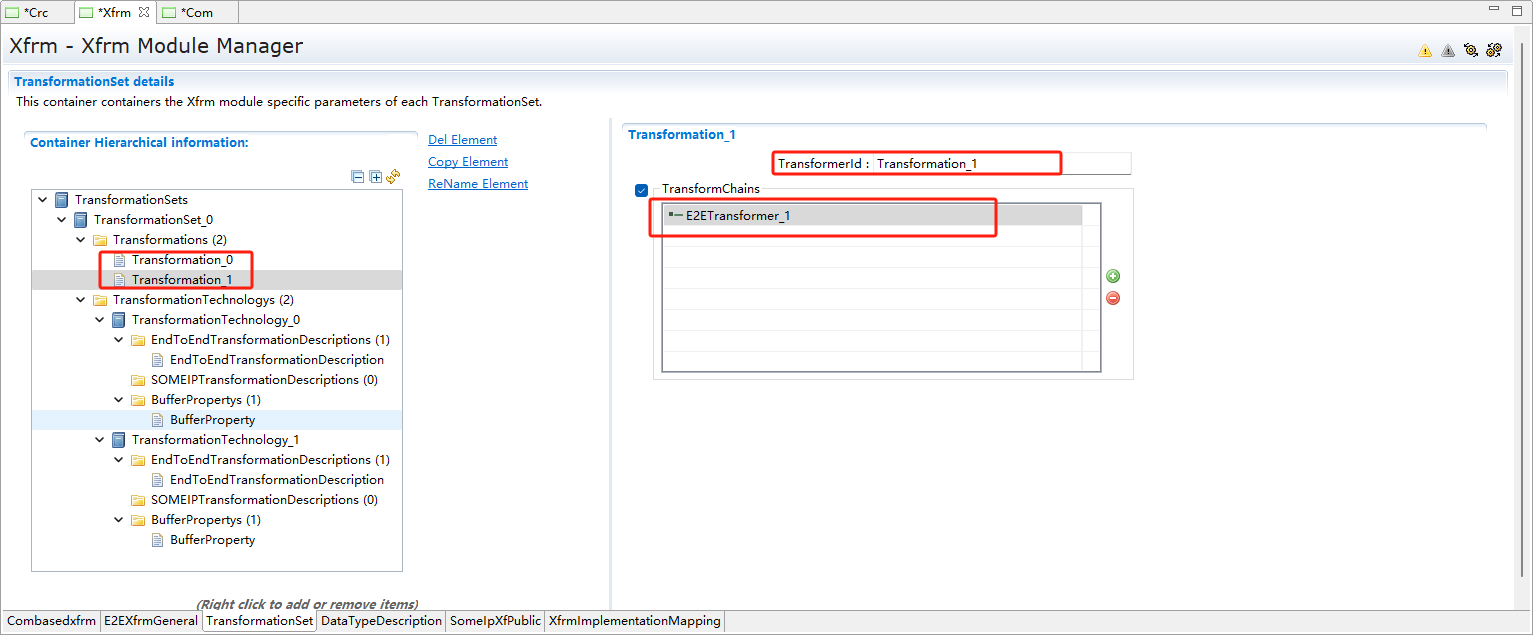 *Crc
*Xfrm
*Com
Xfrm - Xfrm Module Manager
TransformationSet details
This container containers the Xfrm module specific parameters of each TransformationSet.
Container Hierarchical information:
Del Element
Copy Element
ReName Element
TransformationSets
TransformationSet_0
Transformations (2)
Transformation_0
Transformation_1
TransformationTechnologys (2)
TransformationTechnology_0
EndToEndTransformationDescriptions (1)
EndToEndTransformationDescription
SOMEIPTransformationDescriptions (0)
BufferPropertys (1)
BufferProperty
TransformationTechnology_1
EndToEndTransformationDescriptions (1)
EndToEndTransformationDescription
SOMEIPTransformationDescriptions (0)
BufferPropertys (1)
BufferProperty
(Right click to add or remove items)
Transformation_1
TransformerId : Transformation_1
TransformChains
E2ETransformer_1
Combasedxfrm
E2EXfrmGeneral
TransformationSet
DataTypeDescription
SomeIpXfPublic
XfrmImplementationMapping